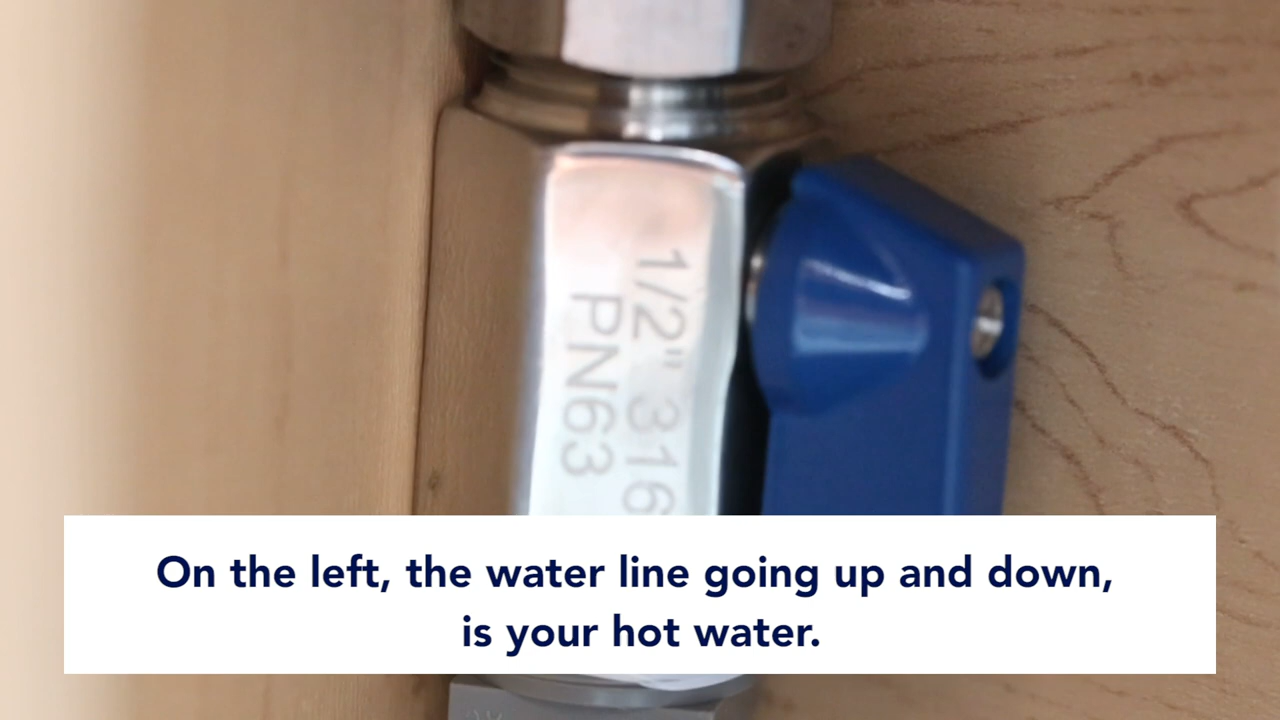 1/2" 316
PN63
On the left, the water line going up and down,
is your hot water.